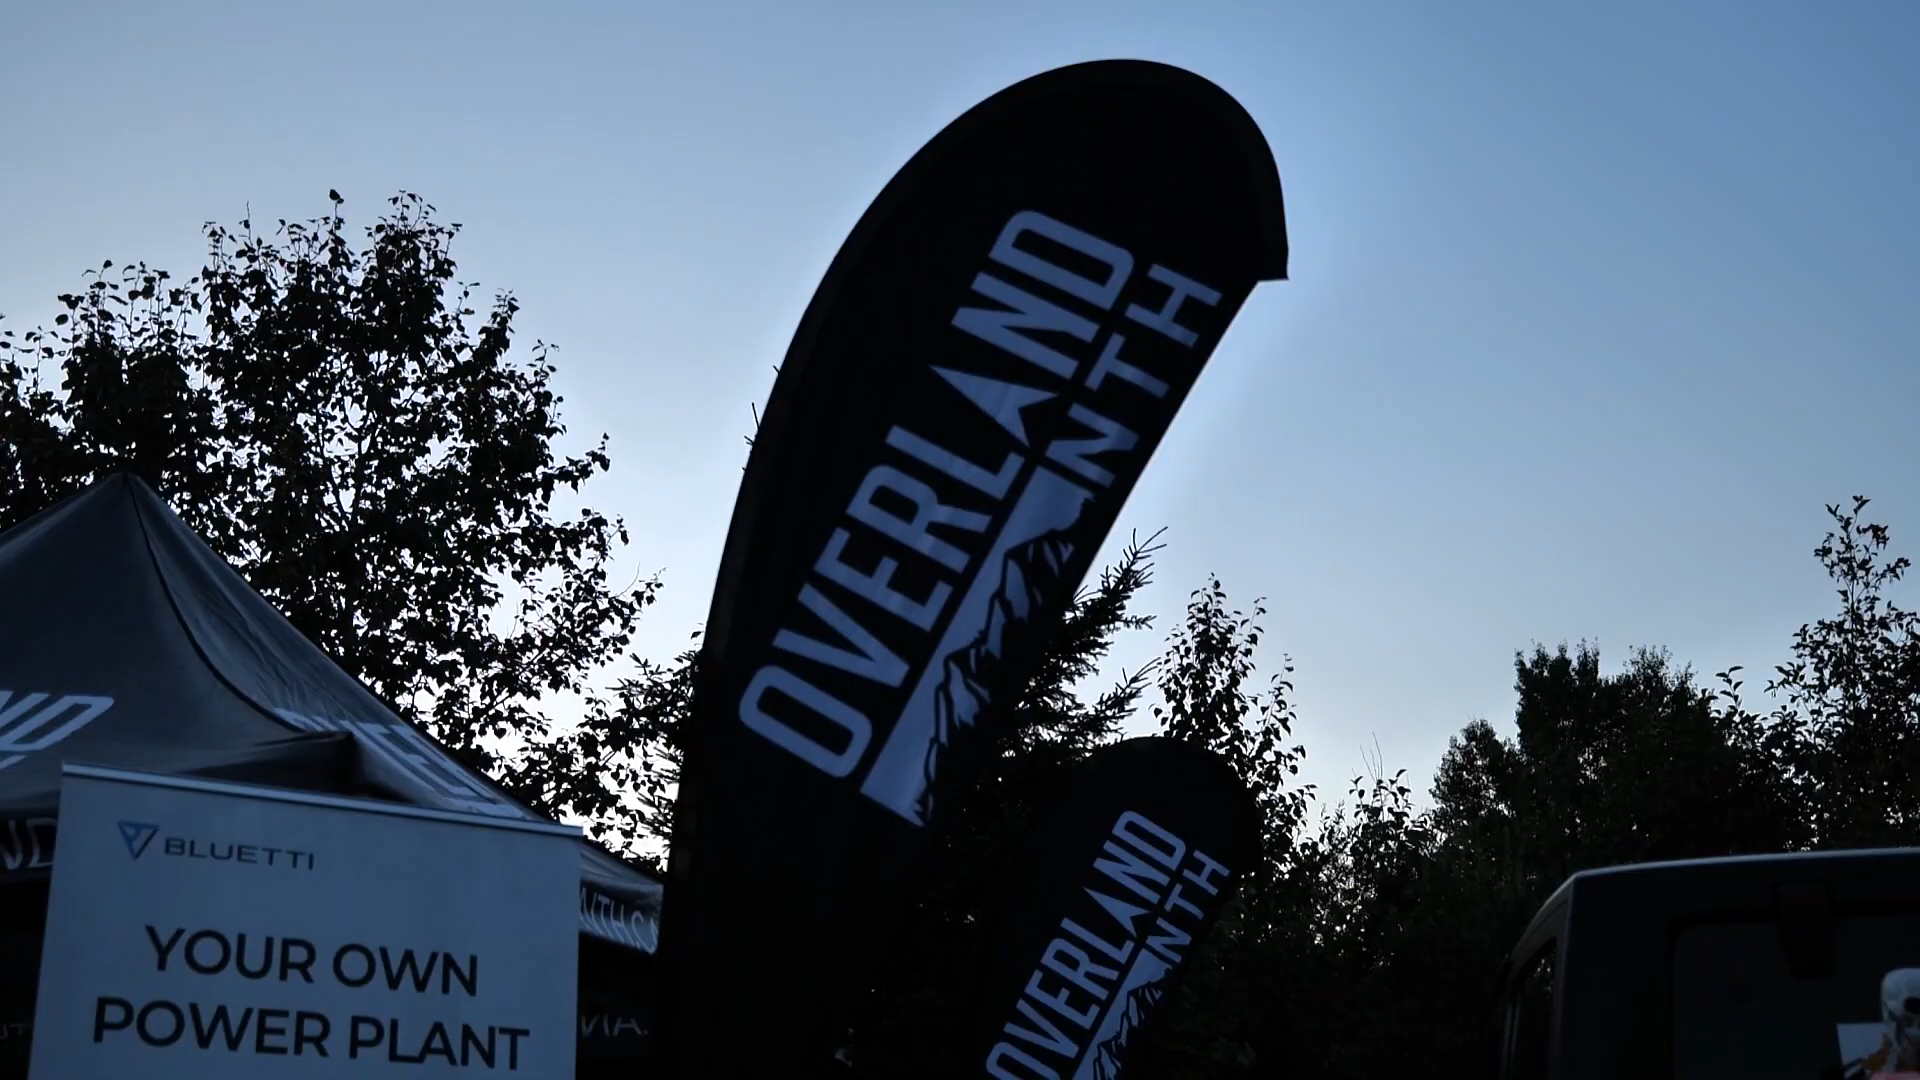 OVERLAND
NTH
OVERLAND
NTH
BLUETTI
YOUR OWN
POWER PLANT